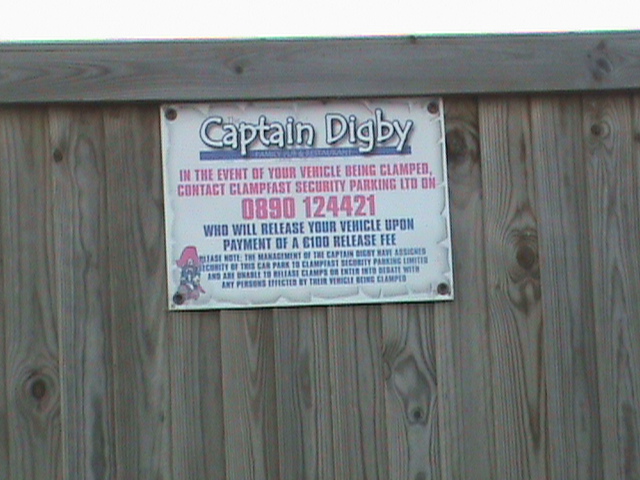 Captain Digby
FAMILY PUB & RESTAURANT
IN THE EVENT OF YOUR VEHICLE BEING CLAMPED,
CONTACT CLAMPFAST SECURITY PARKING LTD ON
0890 124421
WHO WILL RELEASE YOUR VEHICLE UPON
PAYMENT OF A £100 RELEASE FEE
PLEASE NOTE: THE MANAGEMENT OF THE CAPTAIN DIGBY HAVE ASSIGNED
SECURITY OF THIS CAR PARK TO CLAMPFAST SECURITY PARKING LIMITED
AND ARE UNABLE TO RELEASE CLAMPS OR ENTER INTO DEBATE WITH
ANY PERSONS EFFECTED BY THEIR VEHICLE BEING CLAMPED